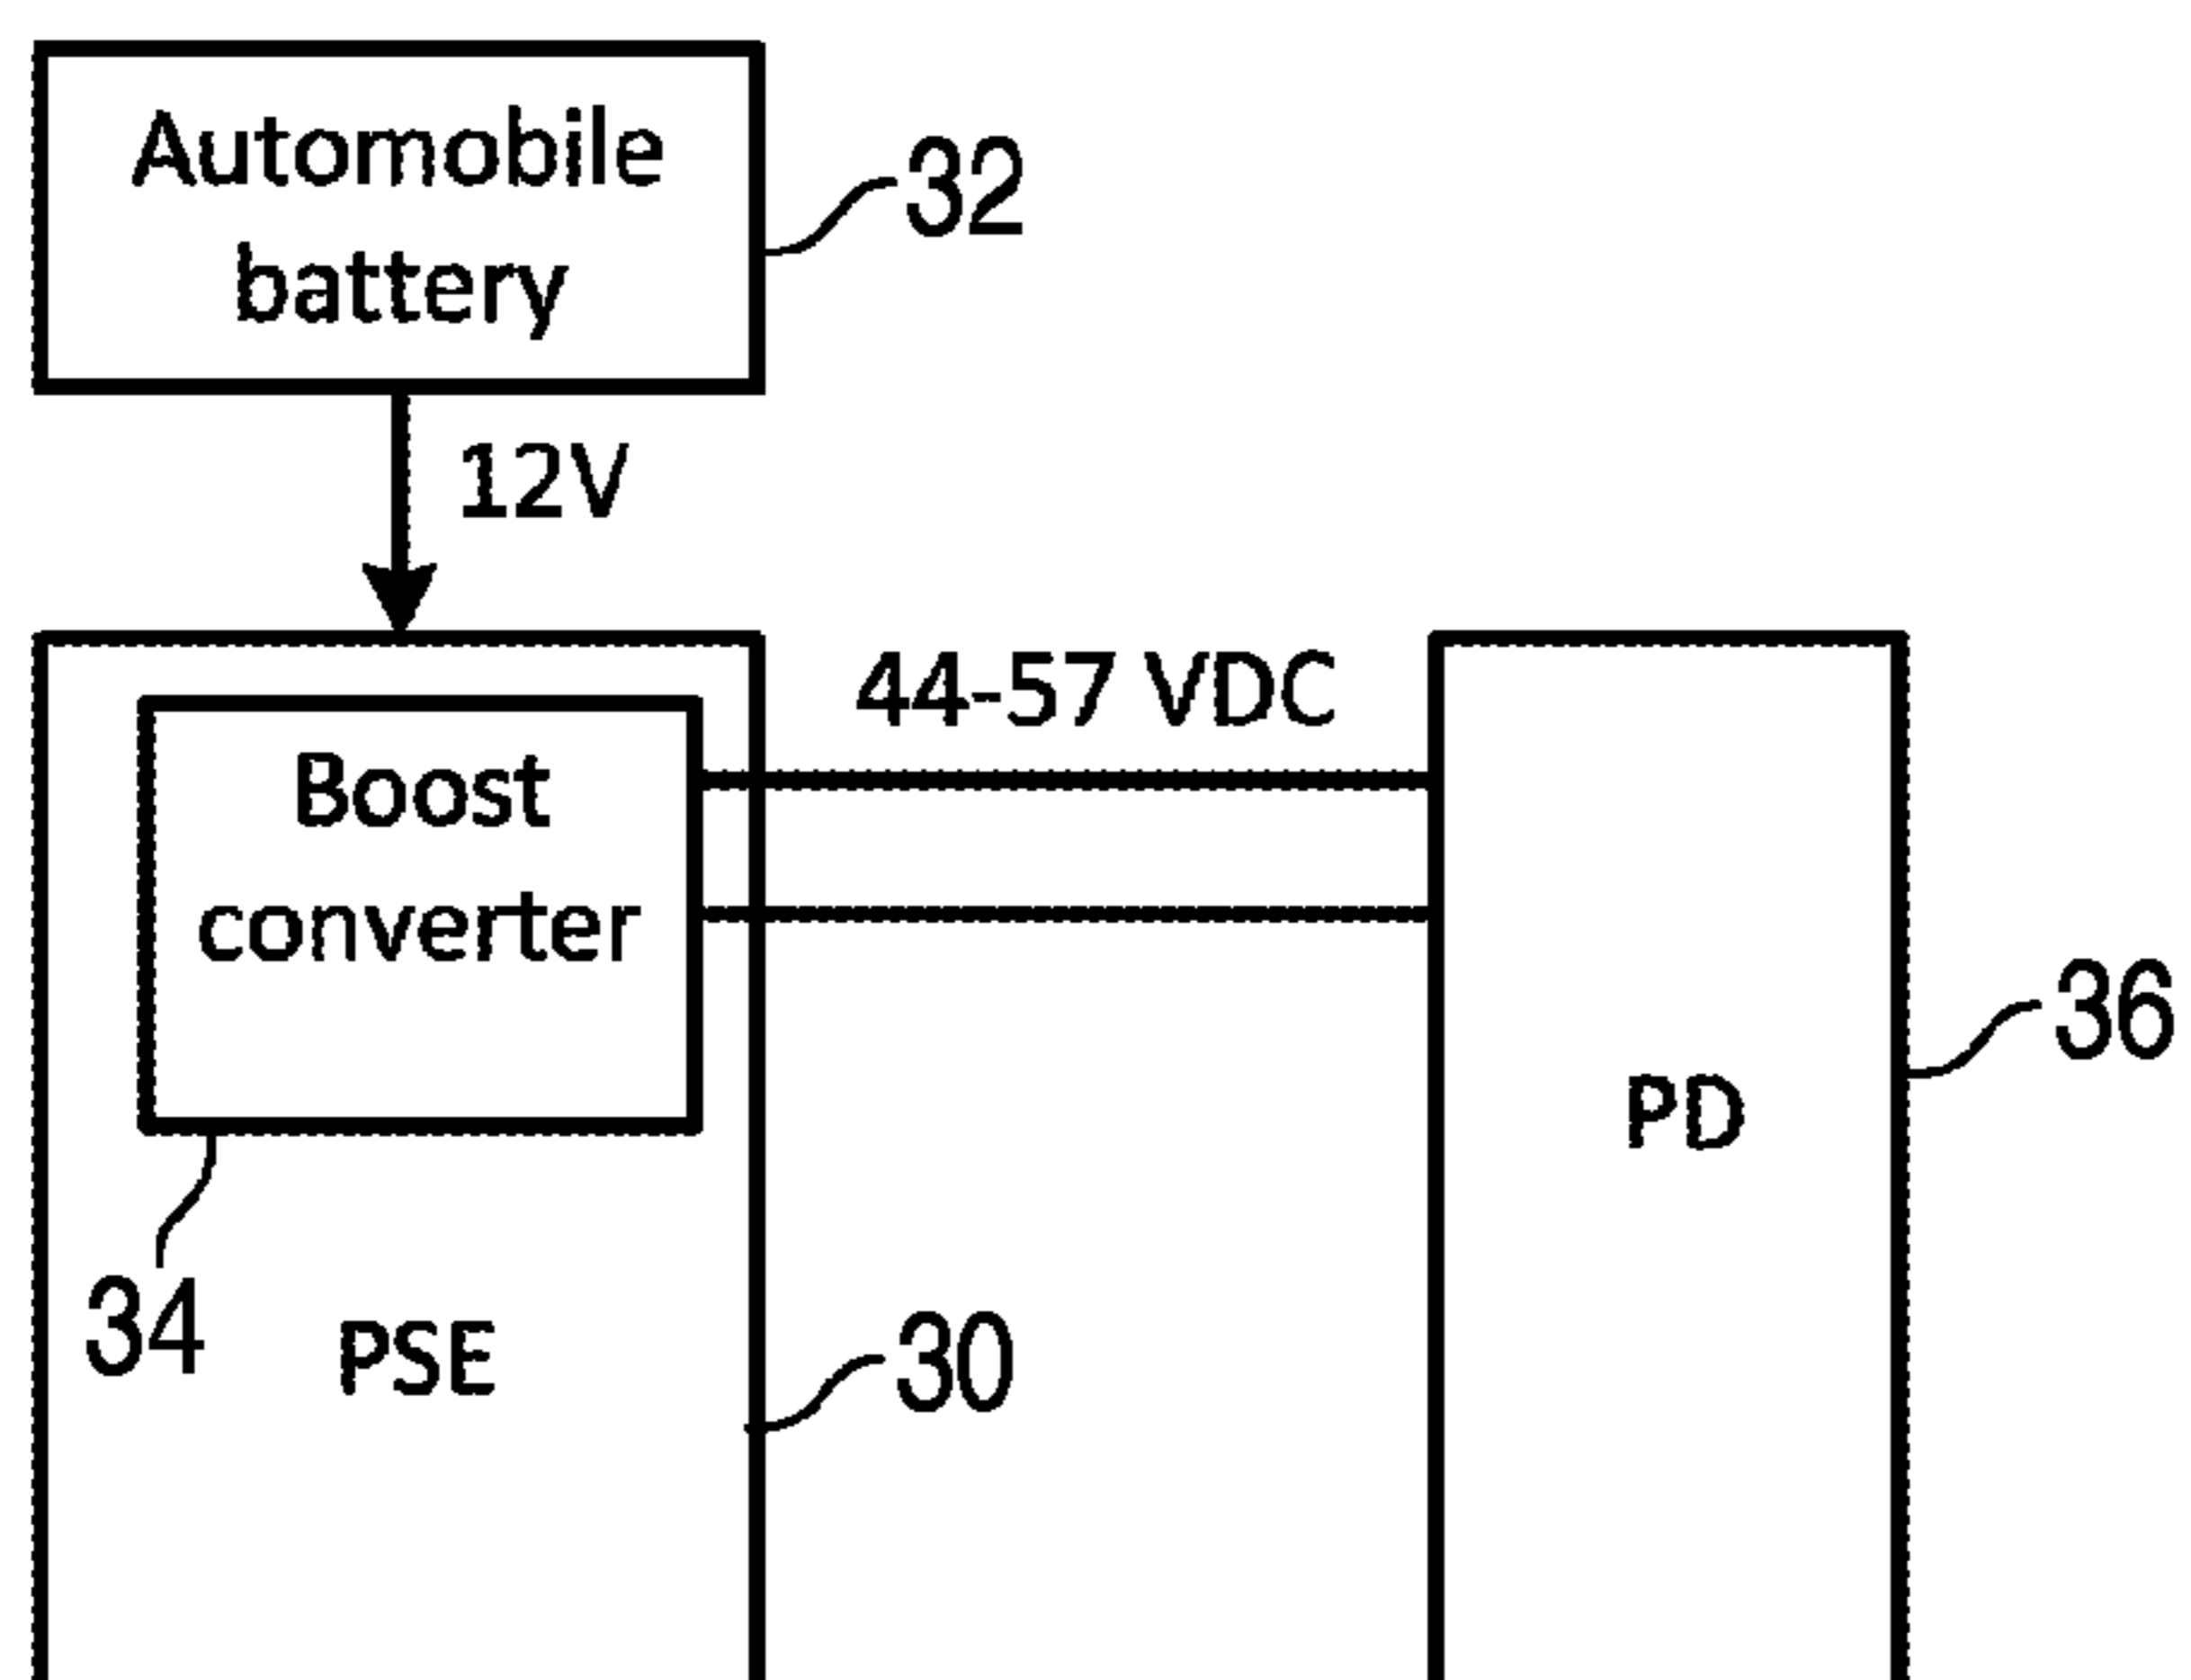 Automobile
battery
32
12V
44-57 VDC
Boost
converter
36
PD
34
PSE
30